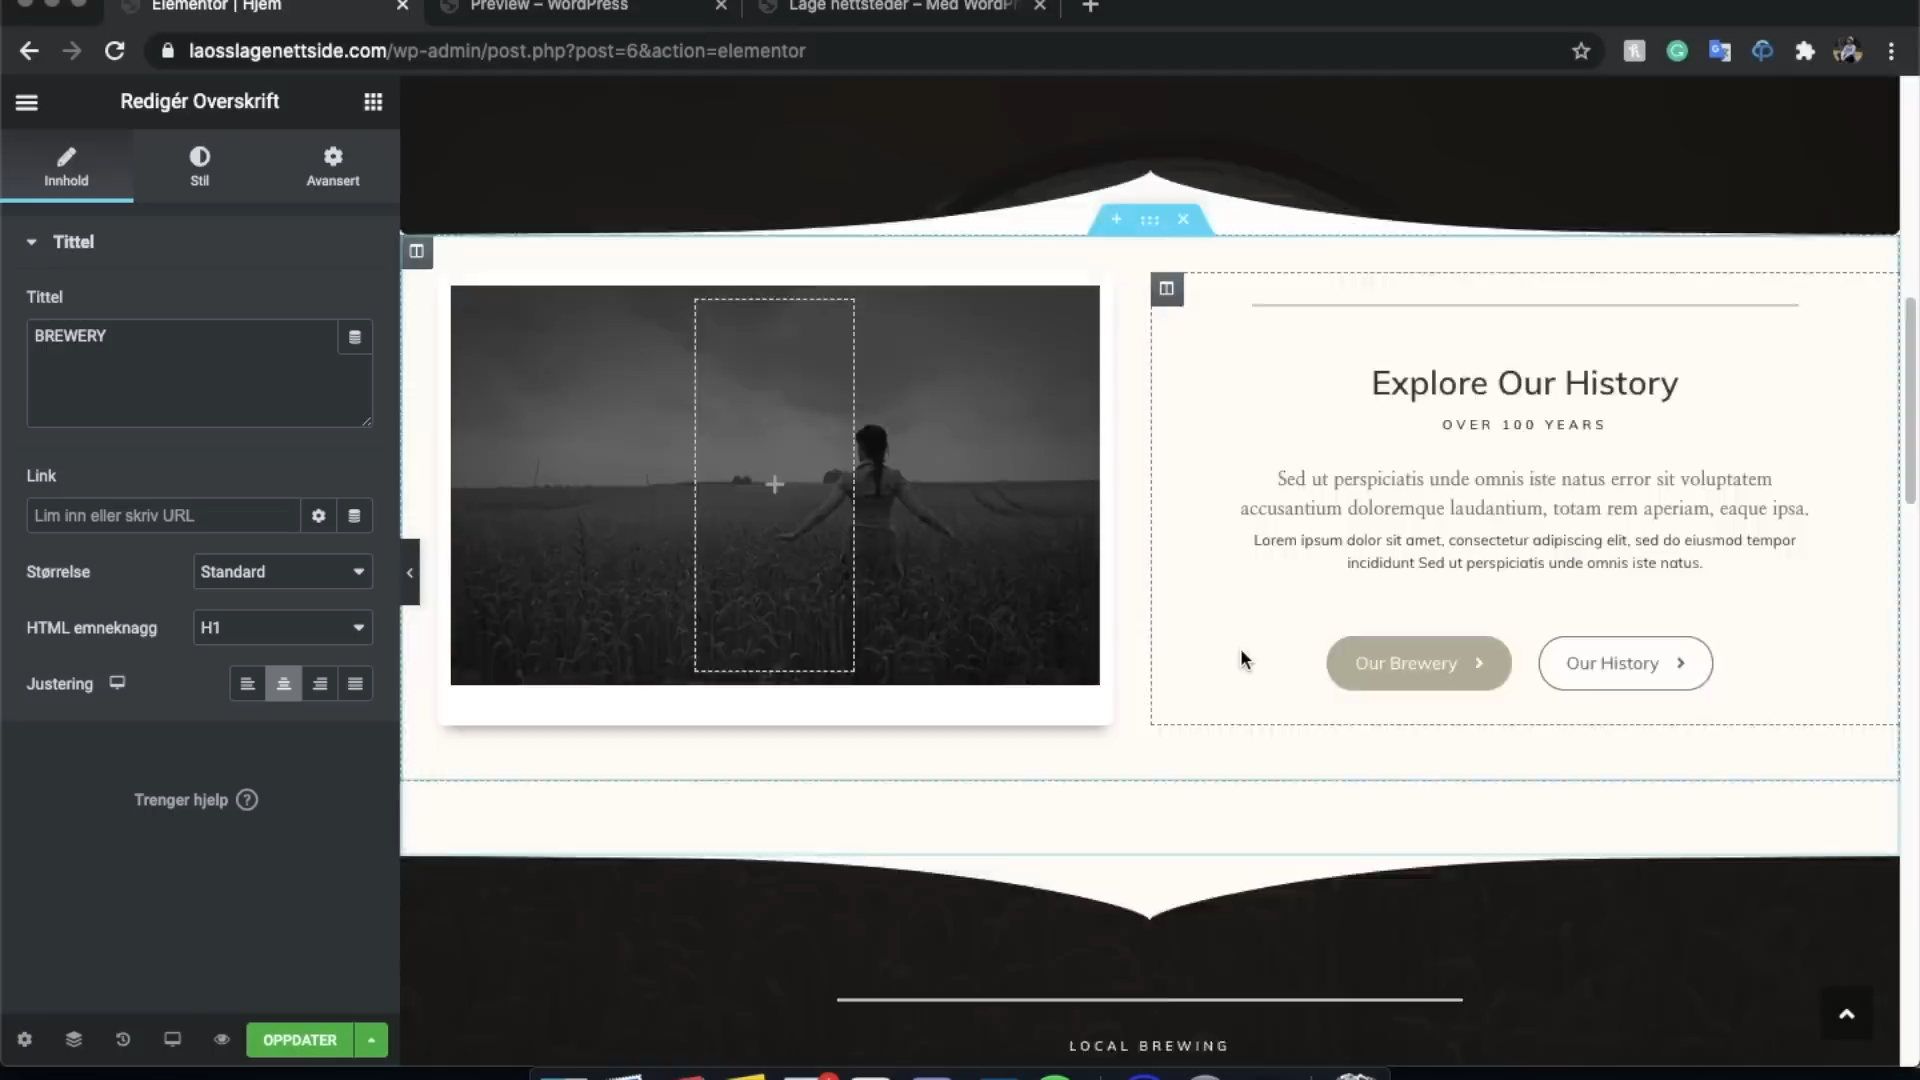 Elementor | Hjem
Preview – WordPress
Lage nettsteder – Med WordPr
laosslagenettside.com/wp-admin/post.php?post=6&action=elementor
Redigér Overskrift
Innhold
Stil
Avansert
Tittel
Tittel
BREWERY
Link
Lim inn eller skriv URL
Størrelse
Standard
HTML emneknagg
H1
Justering
Trenger hjelp ?
OPPDATER
Explore Our History
OVER 100 YEARS
Sed ut perspiciatis unde omnis iste natus error sit voluptatem
accusantium doloremque laudantium, totam rem aperiam, eaque ipsa.
Lorem ipsum dolor sit amet, consectetur adipiscing elit, sed do eiusmod tempor
incididunt Sed ut perspiciatis unde omnis iste natus.
Our Brewery
Our History
LOCAL BREWING